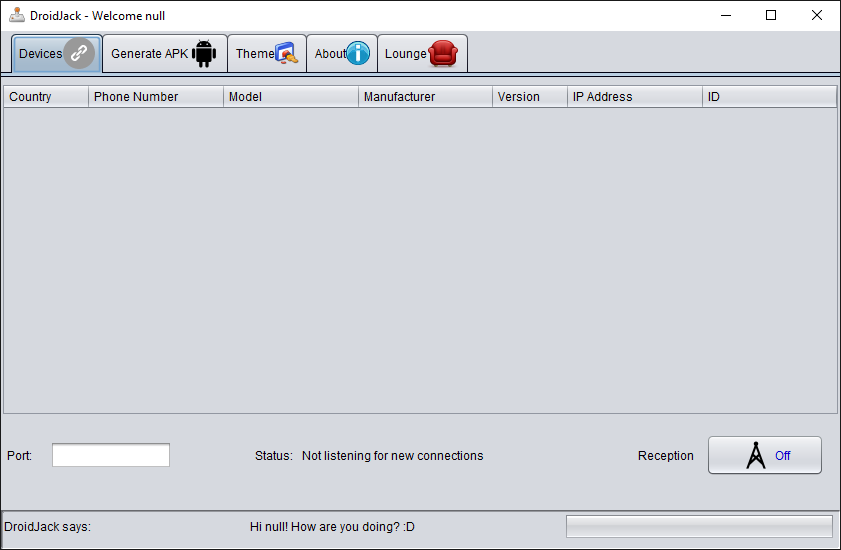 DroidJack - Welcome null
Devices Generate APK Theme About Lounge
Country Phone Number Model Manufacturer Version IP Address ID
Port: Status: Not listening for new connections Reception Off
DroidJack says: Hi null! How are you doing? :D